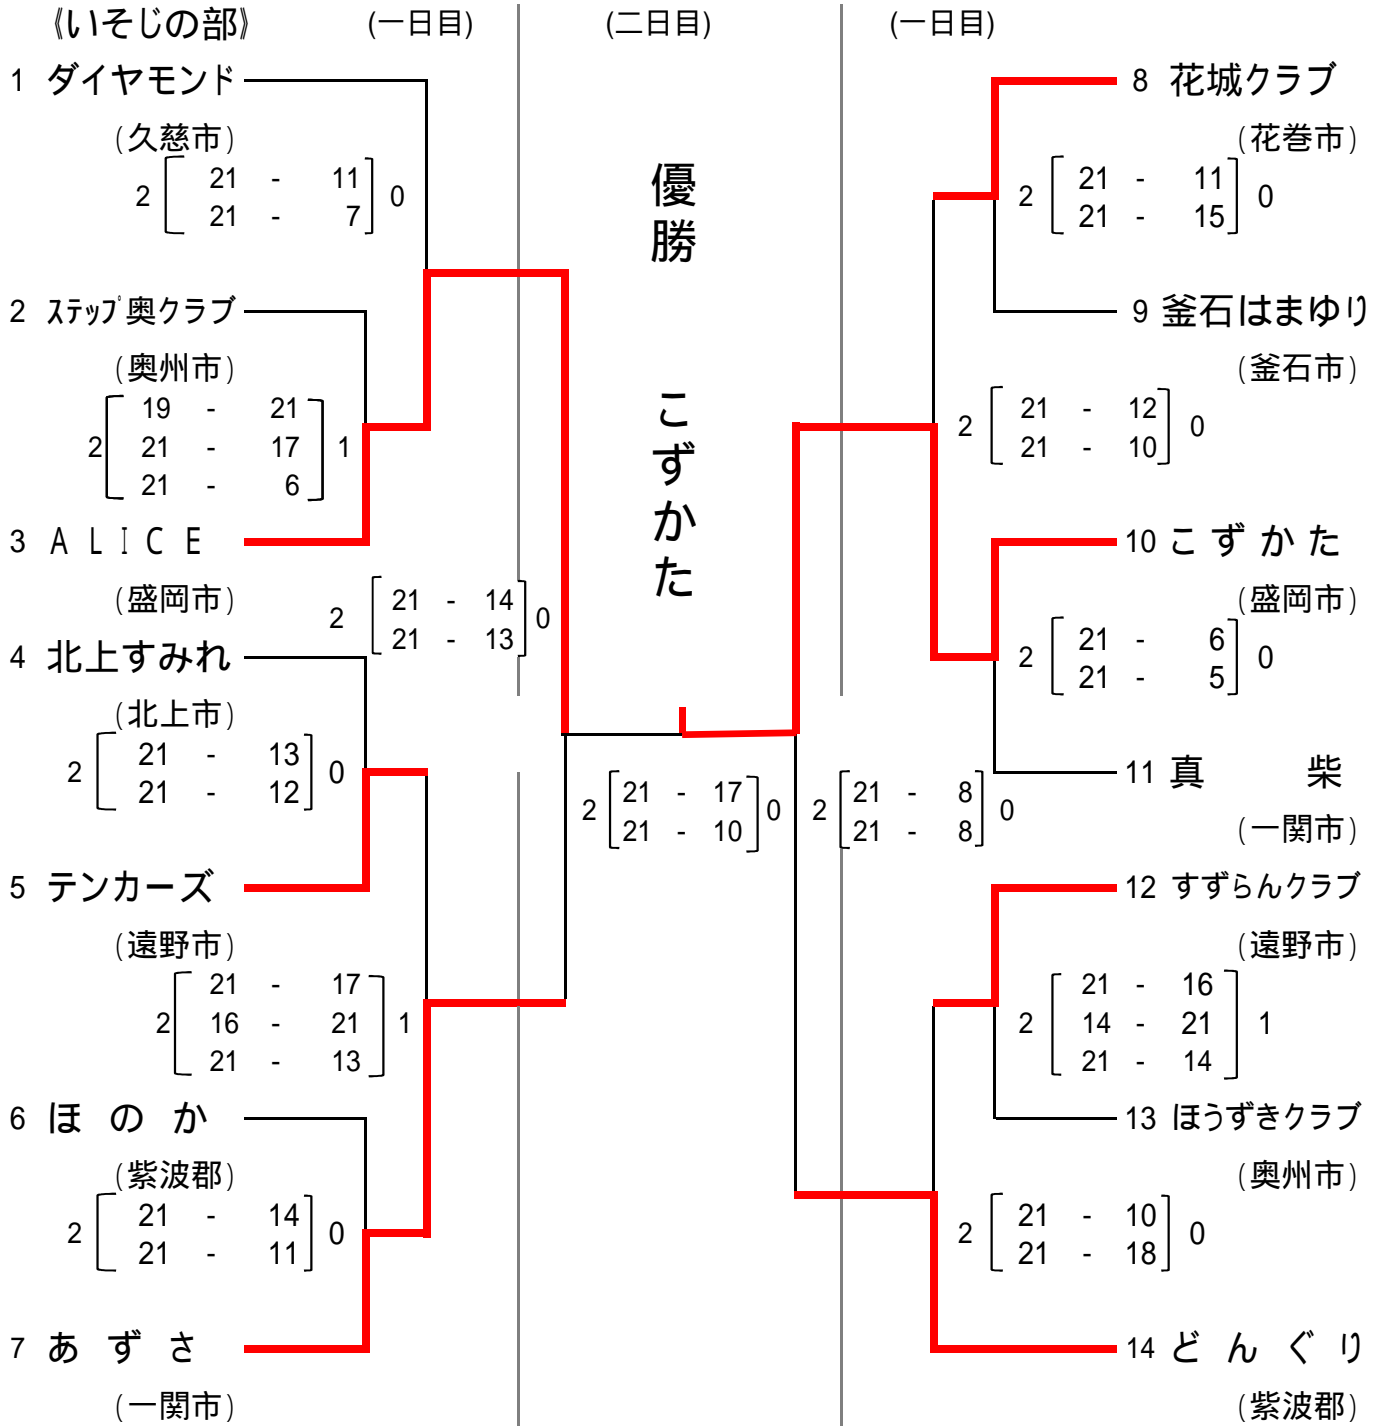 《いそじの部》 (一日目) (二日目) (一日目)
1 ダイヤモンド
(久慈市)
2 21 - 11 0
21 - 7
2 ステップ奥クラブ
(奥州市)
19 - 21
2 21 - 17 1
21 - 6
3 ALICE
(盛岡市)
2 21 - 14 0
21 - 13
4 北上すみれ
(北上市)
2 21 - 13 0
21 - 12
5 テンカーズ
(遠野市)
21 - 17
2 16 - 21 1
21 - 13
6 ほのか
(紫波郡)
2 21 - 14 0
21 - 11
7 あずさ
(一関市)
優勝 こずかた
2 21 - 17 0
21 - 10
2 21 - 8 0
21 - 8
8 花城クラブ
(花巻市)
2 21 - 11 0
21 - 15
9 釜石はまゆり
(釜石市)
2 21 - 12 0
21 - 10
10 こずかた
(盛岡市)
2 21 - 6 0
21 - 5
11 真柴
(一関市)
12 すずらんクラブ
(遠野市)
21 - 16
2 14 - 21 1
21 - 14
13 ほうずきクラブ
(奥州市)
2 21 - 10 0
21 - 18
14 どんぐり
(紫波郡)